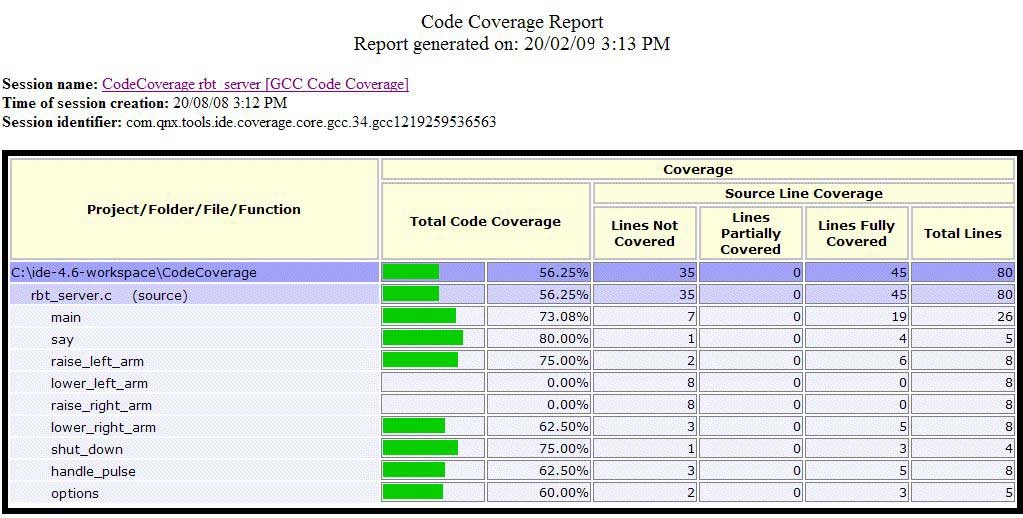 Code Coverage Report
Report generated on: 20/02/09 3:13 PM
Session name: CodeCoverage rbt_server [GCC Code Coverage]
Time of session creation: 20/08/08 3:12 PM
Session identifier: com.qnx.tools.ide.coverage.core.gcc.34.gcc1219259536563
Project/Folder/File/Function
Coverage
Total Code Coverage
Source Line Coverage
Lines Not Covered
Lines Partially Covered
Lines Fully Covered
Total Lines
C:\ide-4.6-workspace\CodeCoverage 56.25% 35 0 45 80
rbt_server.c (source) 56.25% 35 0 45 80
main 73.08% 7 0 19 26
say 80.00% 1 0 4 5
raise_left_arm 75.00% 2 0 6 8
lower_left_arm 0.00% 8 0 0 8
raise_right_arm 0.00% 8 0 0 8
lower_right_arm 62.50% 3 0 5 8
shut_down 75.00% 1 0 3 4
handle_pulse 62.50% 3 0 5 8
options 60.00% 2 0 3 5